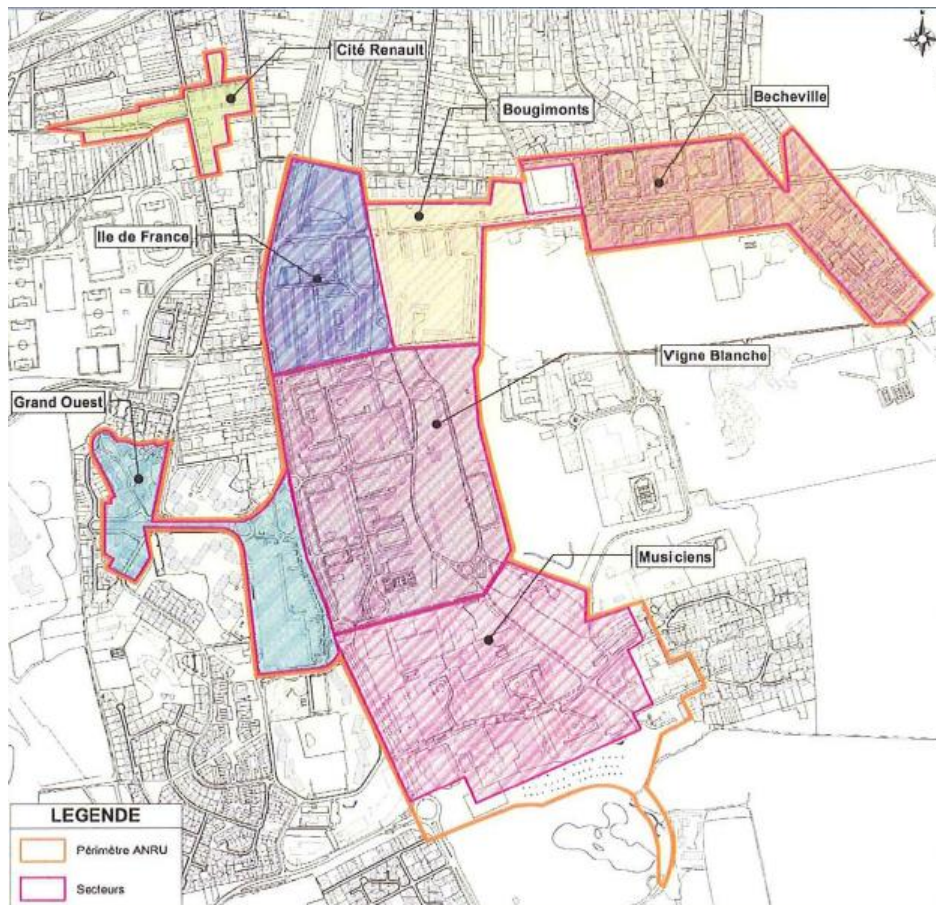 Cité Renault
Bougimonts
Becheville
Ile de France
Vigne Blanche
Grand Ouest
Musiciens
LEGENDE
Périmètre ANRU
Secteurs